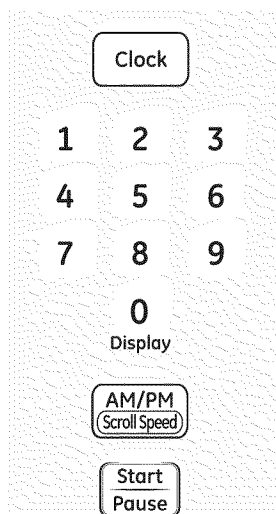 Clock
1 2 3
4 5 6
7 8 9
0
Display
AM/PM
Scroll Speed
Start
Pause